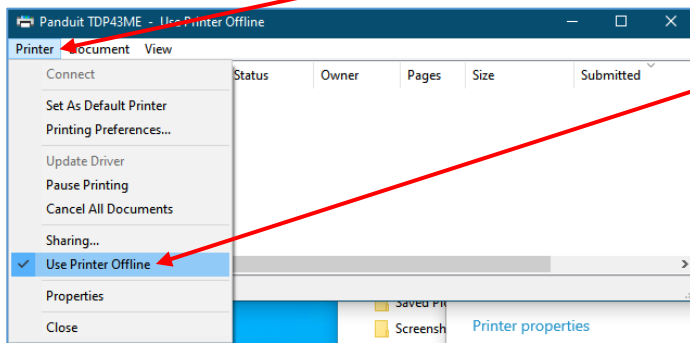 Panduit TDP43ME - Use Printer Offline
Printer Document View
Connect
Status Owner Pages Size Submitted
Set As Default Printer
Printing Preferences...
Update Driver
Pause Printing
Cancel All Documents
Sharing...
Use Printer Offline
Properties
Saved Pic
Close
Screensh
Printer properties